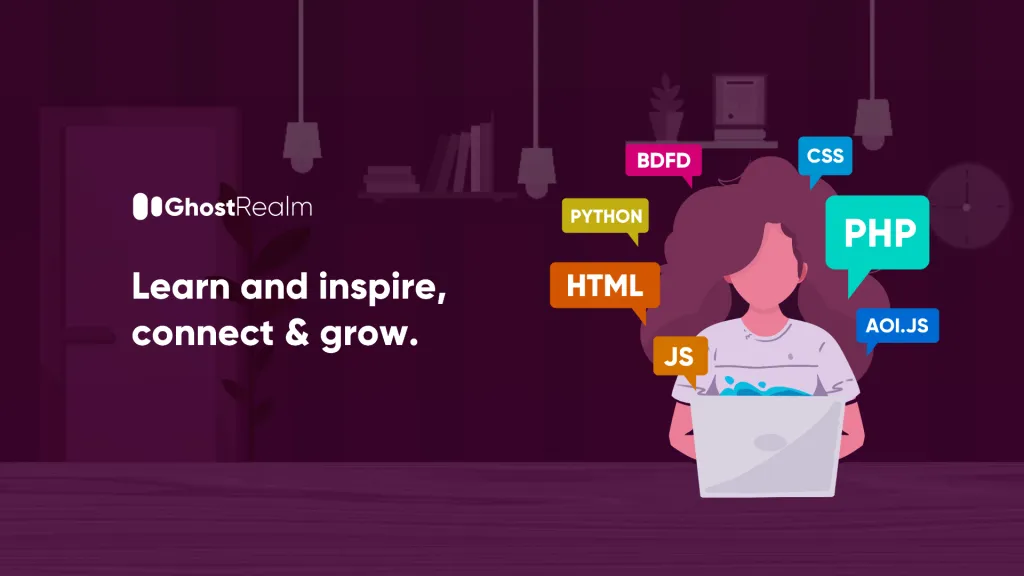 GhostRealm
Learn and inspire,
connect & grow.
BDFD
CSS
PYTHON
PHP
HTML
AOI.JS
JS